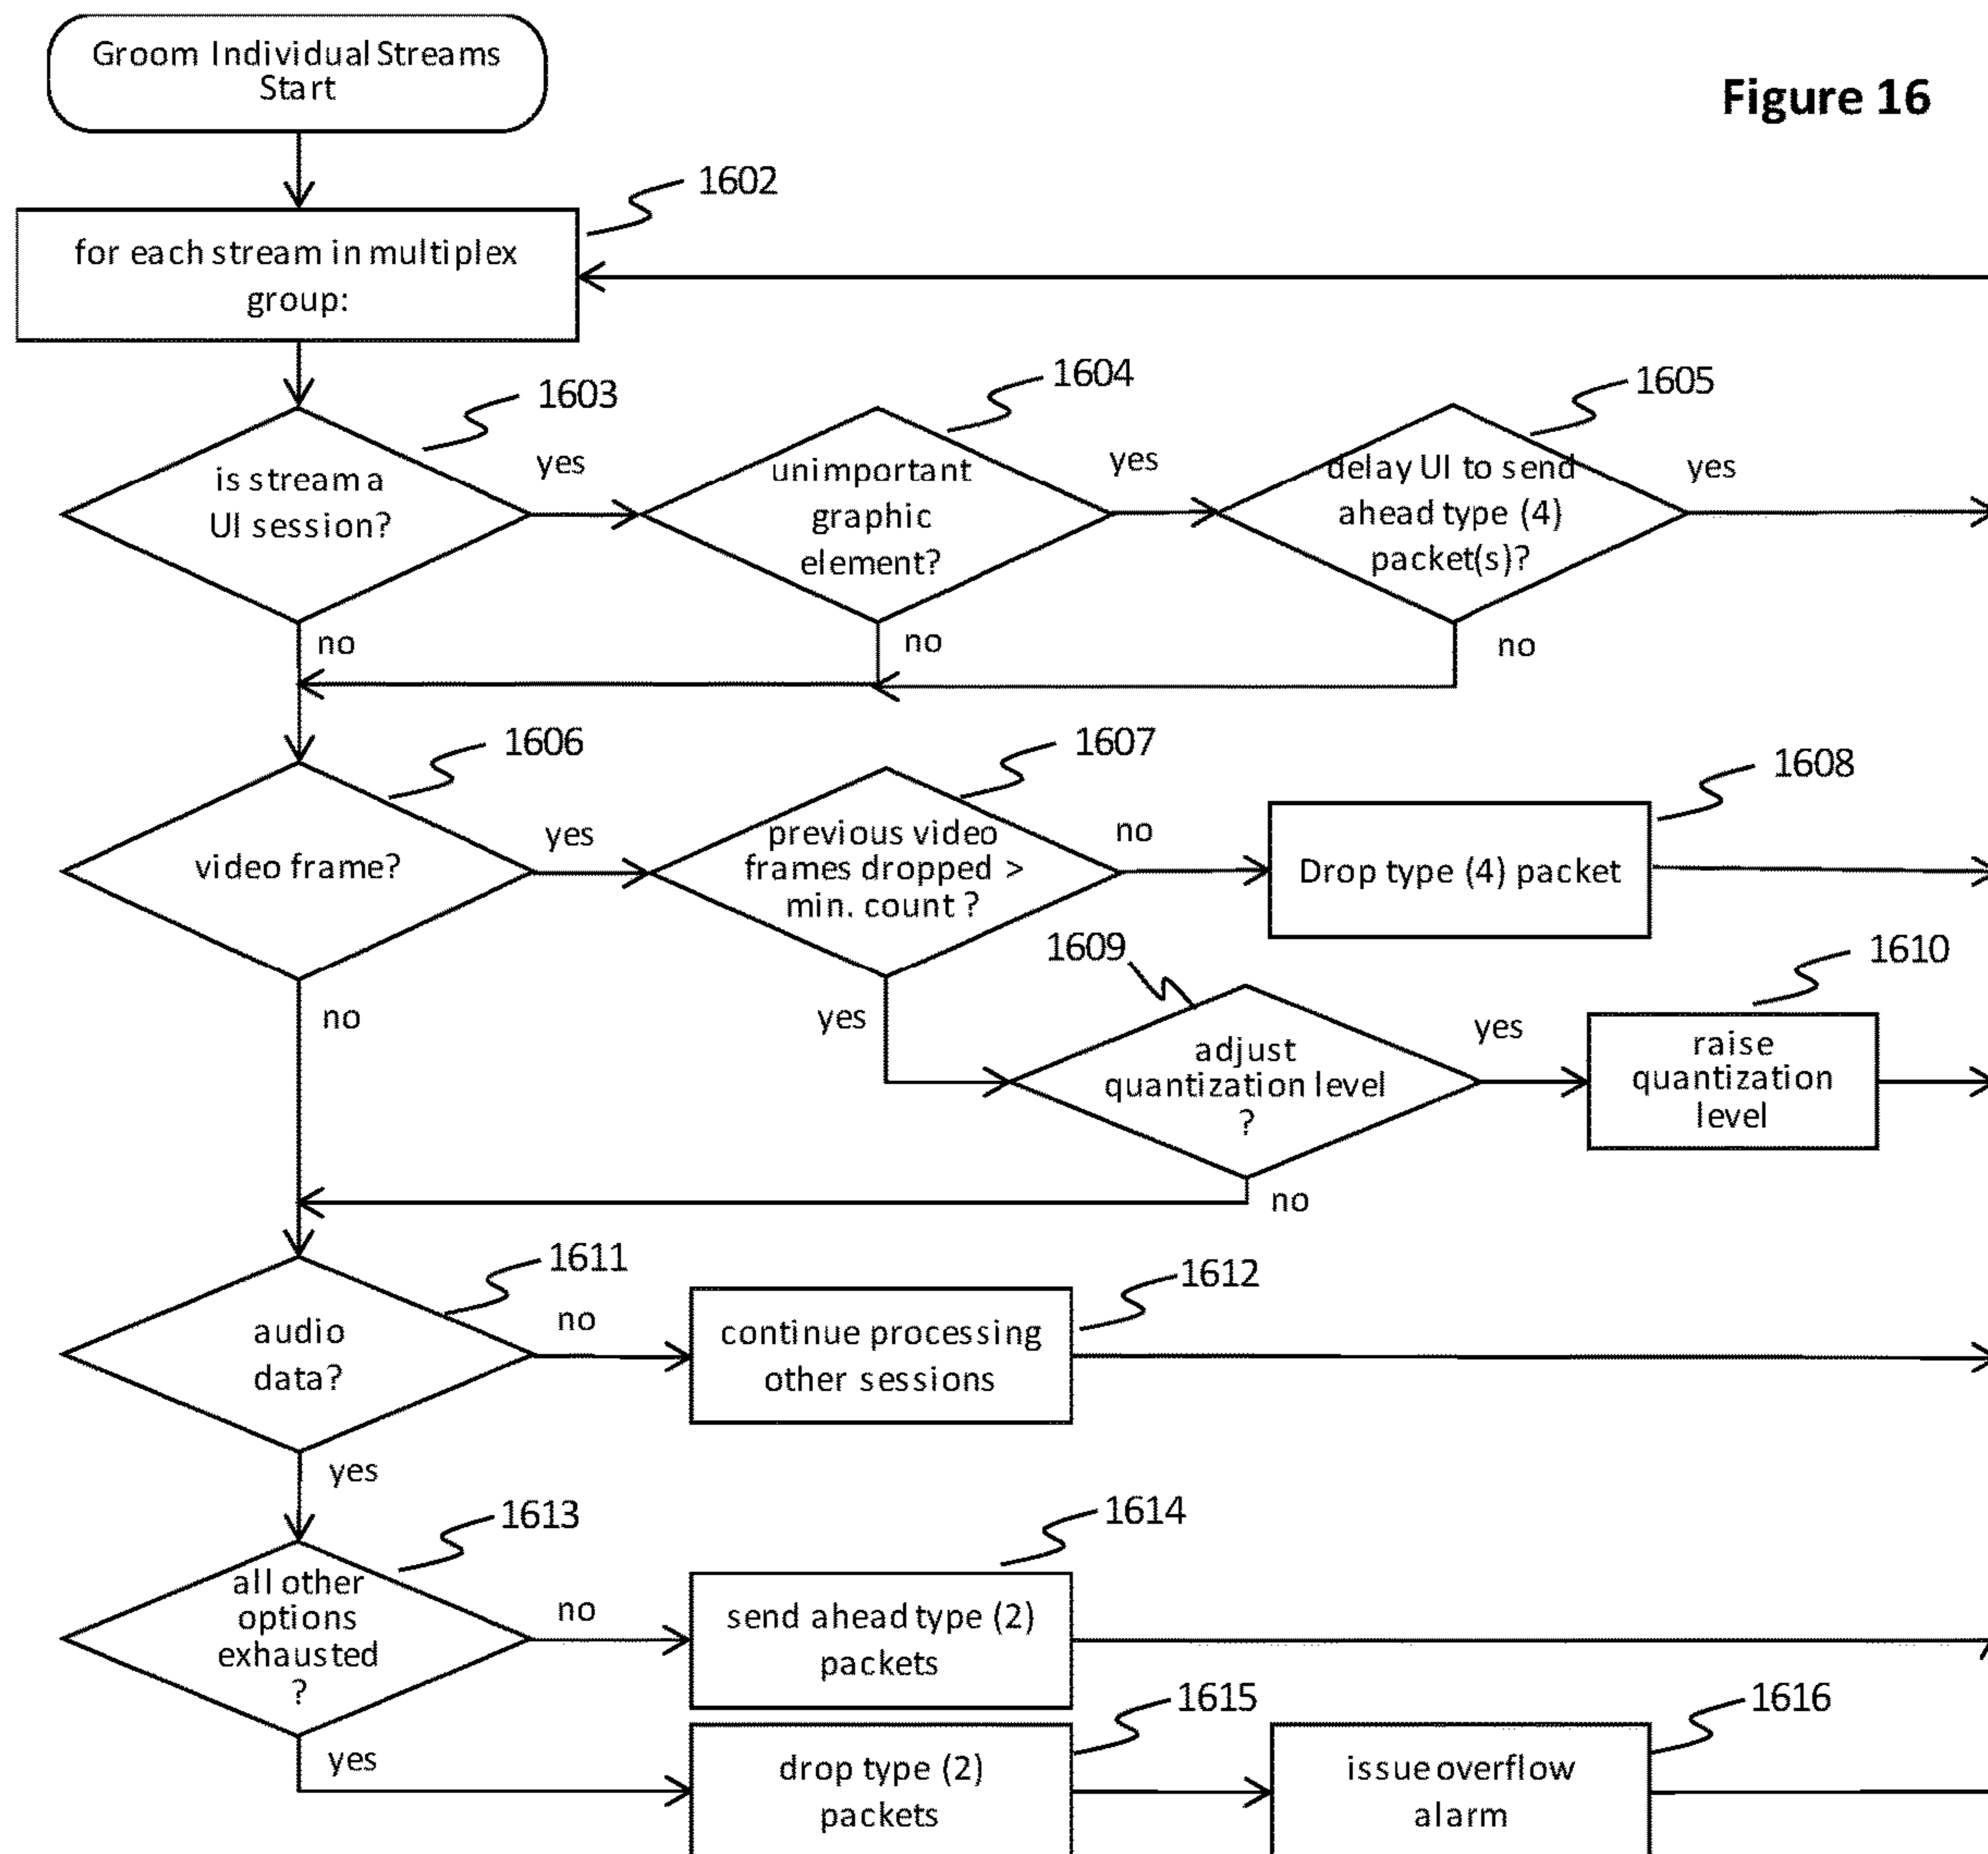 Groom Individual Streams
Start
Figure 16
1602
for each stream in multiplex
group:
1603
1604
1605
is stream a
UI session?
yes
unimportant
graphic
element?
yes
delay UI to send
ahead type (4)
packet(s)?
yes
no
no
no
1606
1607
1608
video frame?
yes
previous video
frames dropped >
min. count ?
no
Drop type (4) packet
1609
1610
no
yes
adjust
quantization level
?
yes
raise
quantization
level
no
1611
1612
audio
data?
no
continue processing
other sessions
yes
1613
1614
all other
options
exhausted
?
no
send ahead type (2)
packets
1615
1616
yes
drop type (2)
packets
issue overflow
alarm